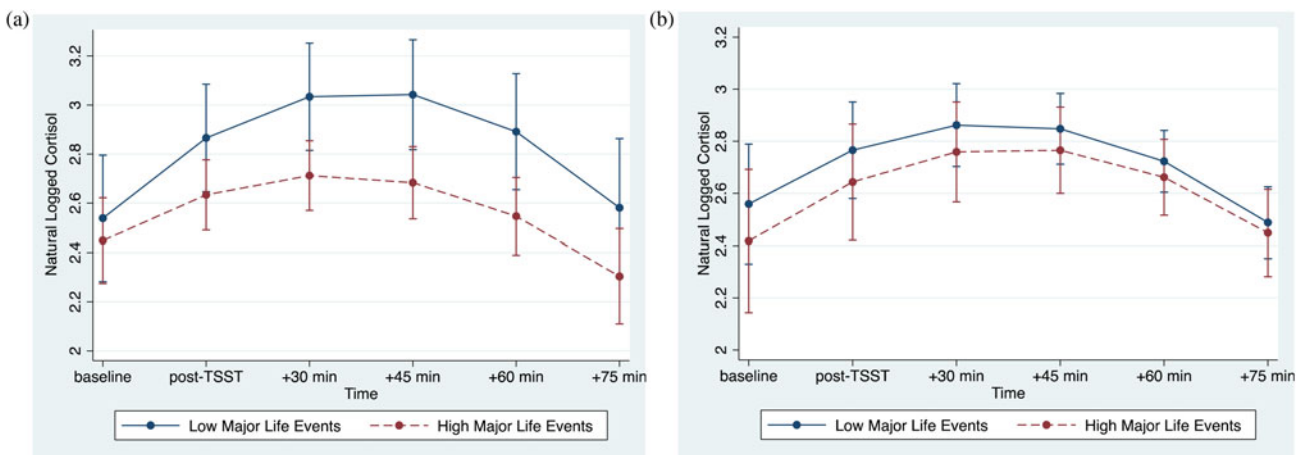 (a)
Natural Logged Cortisol
3.2
3
2.8
2.6
2.4
2.2
2
baseline
post-TSST
+30 min
+45 min
+60 min
+75 min
Time
Low Major Life Events
High Major Life Events
(b)
Natural Logged Cortisol
3.2
3
2.8
2.6
2.4
2.2
2
baseline
post-TSST
+30 min
+45 min
+60 min
+75 min
Time
Low Major Life Events
High Major Life Events